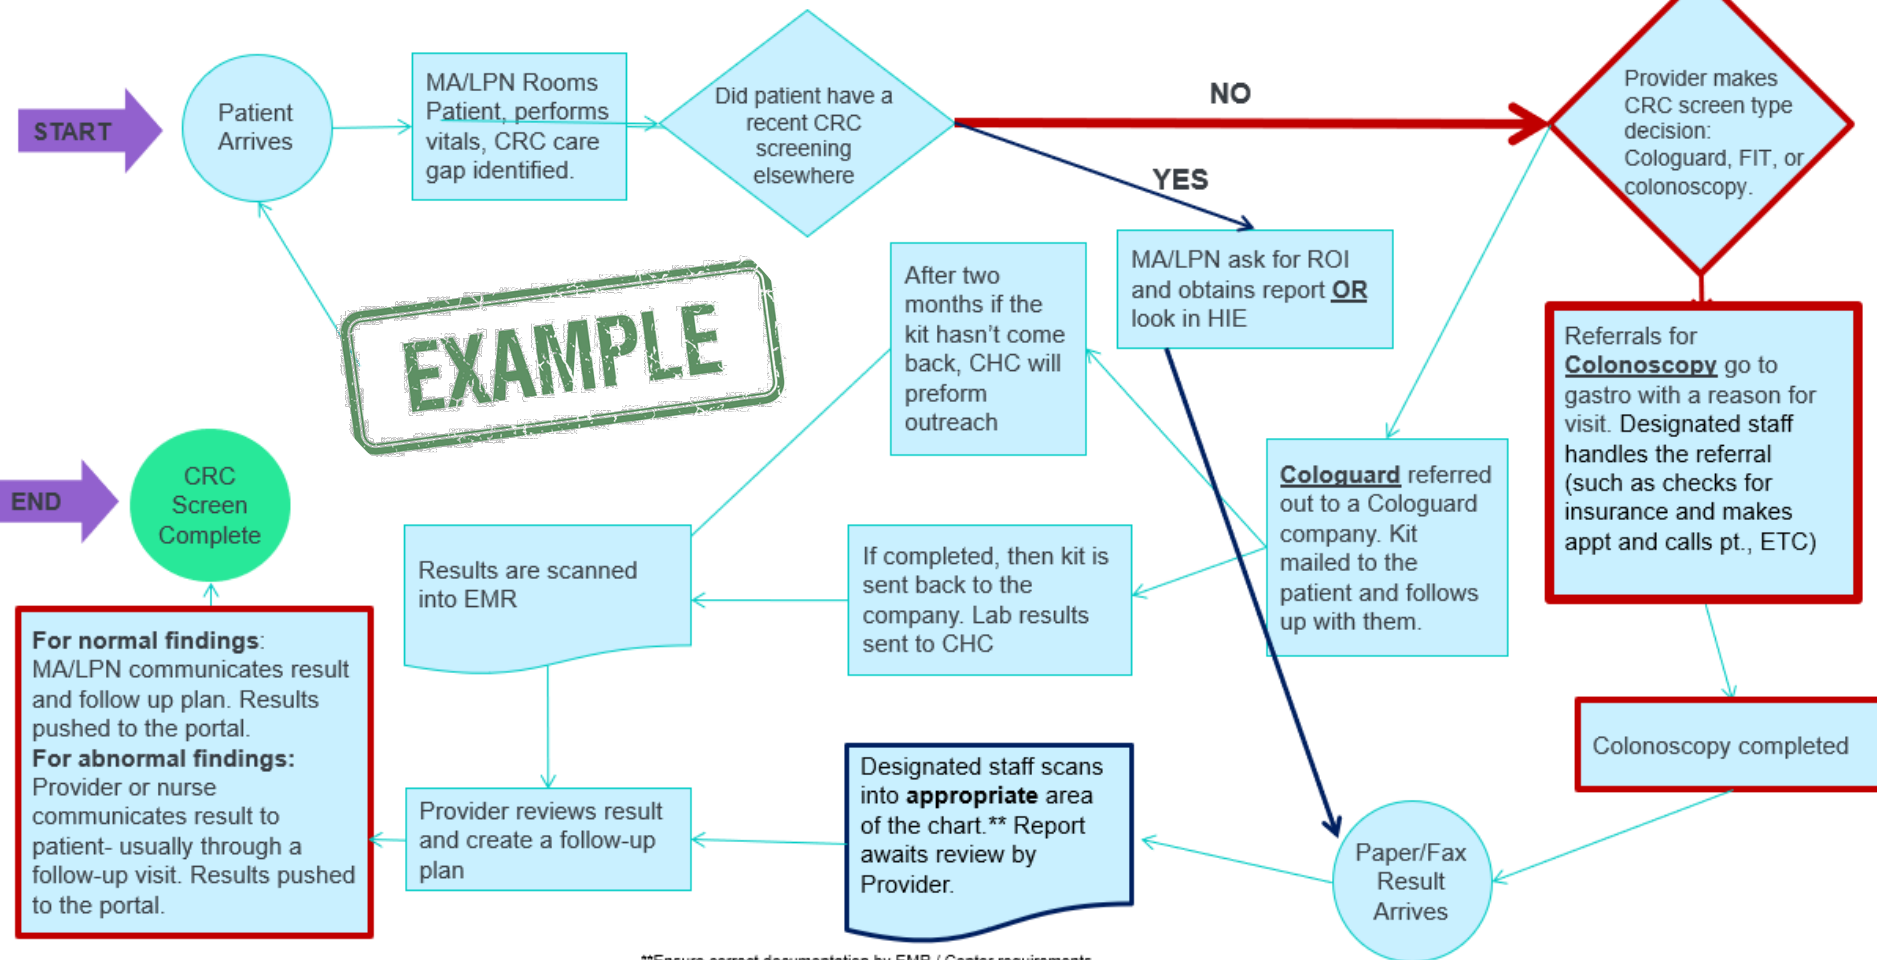 START
Patient
Arrives
MA/LPN Rooms
Patient, performs
vitals, CRC care
gap identified.
Did patient have a
recent CRC
screening
elsewhere
NO
YES
Provider makes
CRC screen type
decision:
Cologuard, FIT, or
colonoscopy.
MA/LPN ask for ROI
and obtains report OR
look in HIE
After two
months if the
kit hasn't come
back, CHC will
preform
outreach
EXAMPLE
Referrals for
Colonoscopy go to
gastro with a reason for
visit. Designated staff
handles the referral
(such as checks for
insurance and makes
appt and calls pt., ETC)
Cologuard referred
out to a Cologuard
company. Kit
mailed to the
patient and follows
up with them.
If completed, then kit is
sent back to the
company. Lab results
sent to CHC
Results are scanned
into EMR
END
CRC
Screen
Complete
For normal findings:
MA/LPN communicates result
and follow up plan. Results
pushed to the portal.
For abnormal findings:
Provider or nurse
communicates result to
patient- usually through a
follow-up visit. Results pushed
to the portal.
Provider reviews result
and create a follow-up
plan
Designated staff scans
into appropriate area
of the chart.** Report
awaits review by
Provider.
Colonoscopy completed
Paper/Fax
Result
Arrives
**Ensure correct documentation by EMR / Center requirements